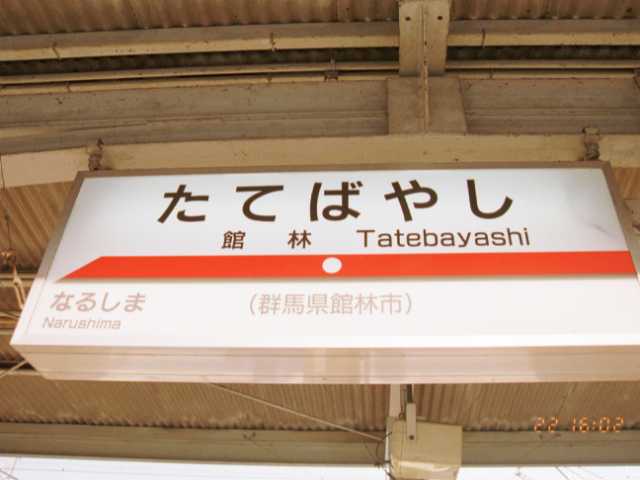 たてばやし
館林 Tatebayashi
なるしま
Narushima
（群馬県館林市）
22 16:02